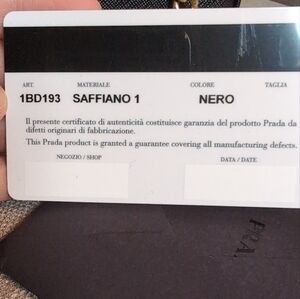 ART. MATERIALE COLORE TAGLIA
1BD193 SAFFIANO 1 NERO
Il presente certificato di autenticità costituisce garanzia del prodotto Prada da
difetti originari di fabbricazione.
This Prada product is granted a guarantee covering all manufacturing defects.
NEGOZIO / SHOP DATA / DATE
PRA